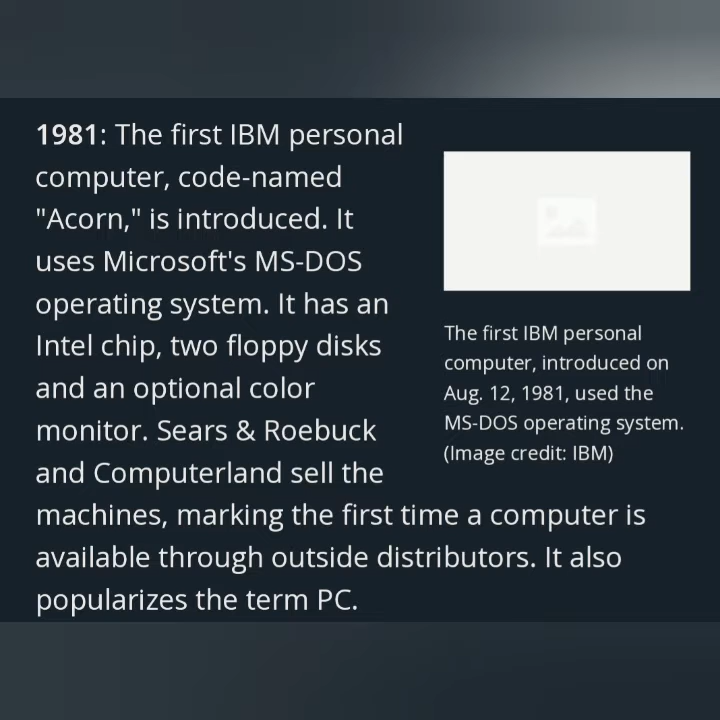 1981: The first IBM personal
computer, code-named
"Acorn," is introduced. It
uses Microsoft's MS-DOS
operating system. It has an
Intel chip, two floppy disks
and an optional color
monitor. Sears & Roebuck
and Computerland sell the
machines, marking the first time a computer is
available through outside distributors. It also
popularizes the term PC.
The first IBM personal
computer, introduced on
Aug. 12, 1981, used the
MS-DOS operating system.
(Image credit: IBM)